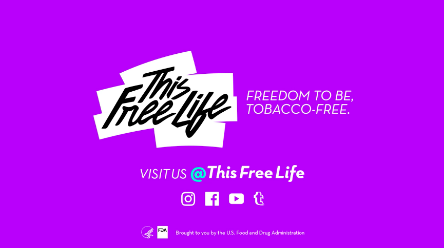 This
Free Life
FREEDOM TO BE,
TOBACCO-FREE.
VISIT US @This Free Life
FDA
Brought to you by the U.S. Food and Drug Administration